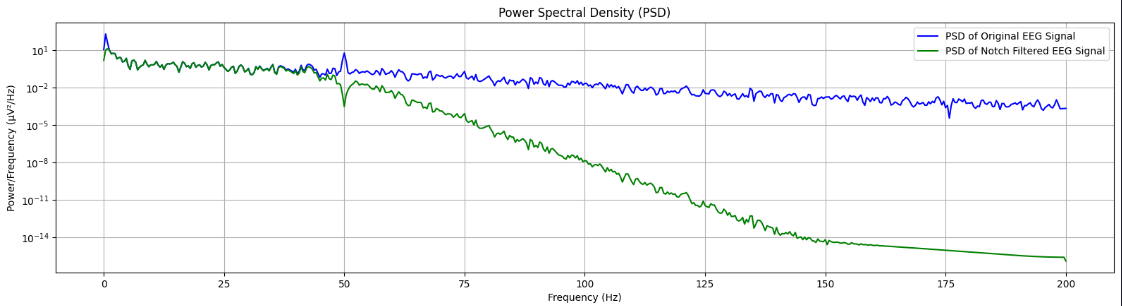 Power Spectral Density (PSD)
PSD of Original EEG Signal
PSD of Notch Filtered EEG Signal
Power/Frequency (µV²/Hz)
10¹
10⁻²
10⁻⁵
10⁻⁸
10⁻¹¹
10⁻¹⁴
0 25 50 75 100 125 150 175 200
Frequency (Hz)